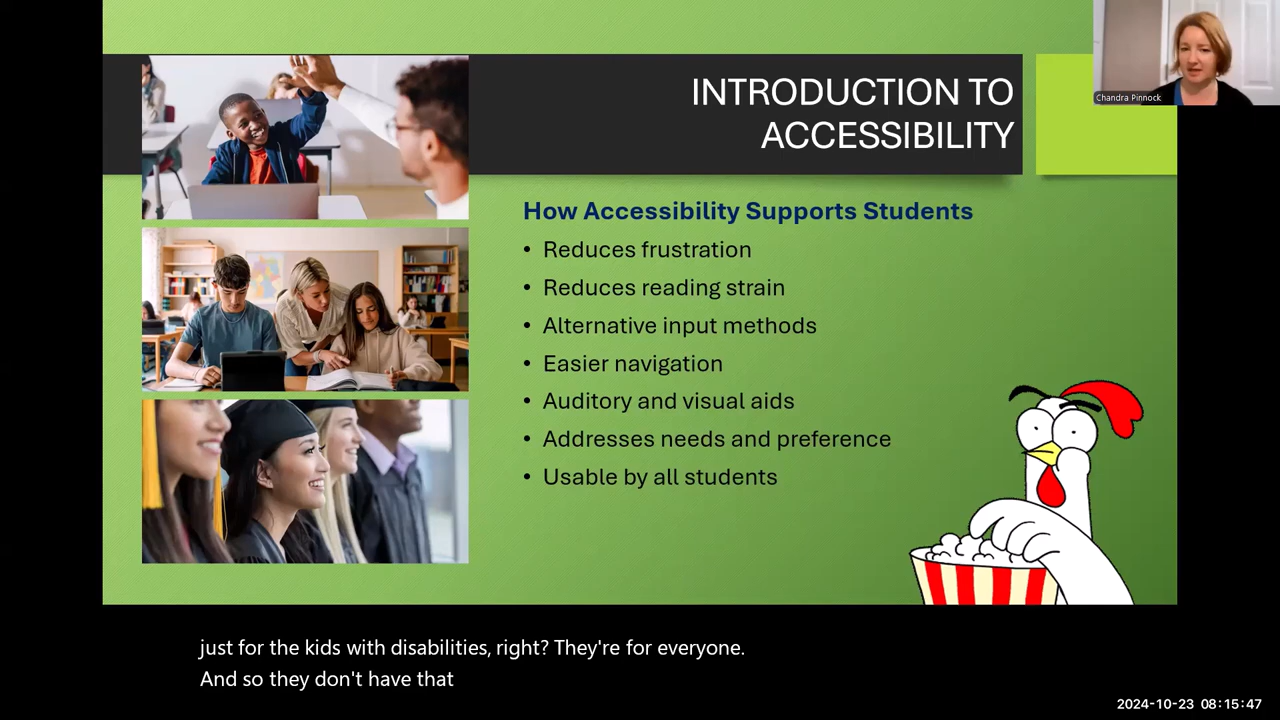 INTRODUCTION TO
ACCESSIBILITY
Chandra Pinnock
How Accessibility Supports Students
• Reduces frustration
• Reduces reading strain
• Alternative input methods
• Easier navigation
• Auditory and visual aids
• Addresses needs and preference
• Usable by all students
just for the kids with disabilities, right? They're for everyone.
And so they don't have that
2024-10-23 08:15:47